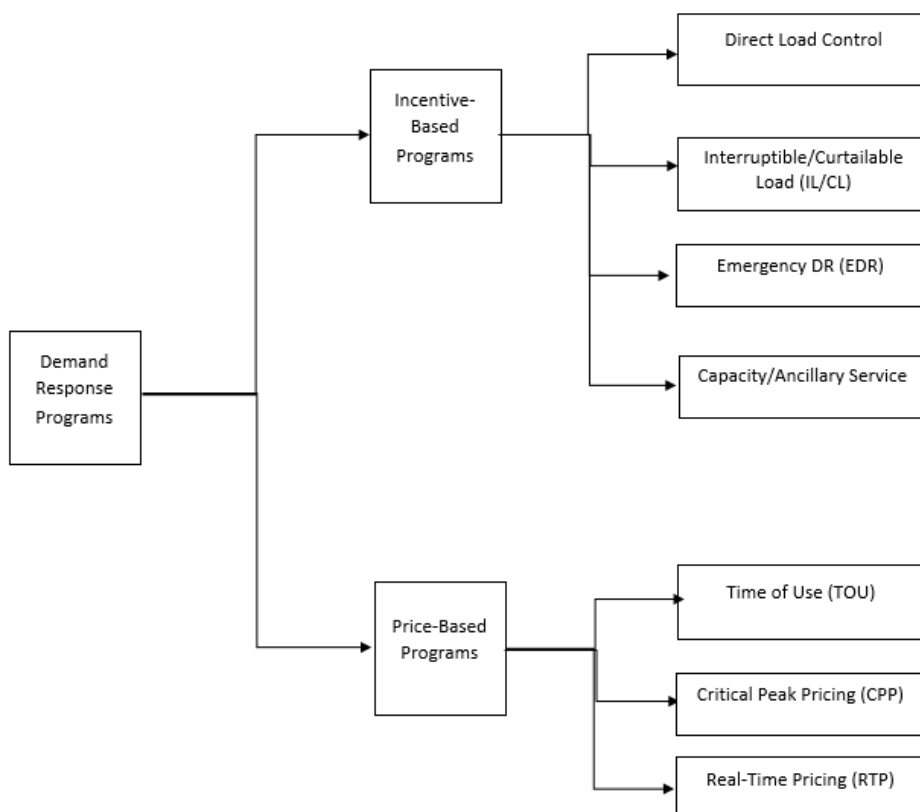 Direct Load Control
Incentive-
Based
Programs
Interruptible/Curtailable
Load (IL/CL)
Emergency DR (EDR)
Demand
Response
Programs
Capacity/Ancillary Service
Time of Use (TOU)
Price-Based
Programs
Critical Peak Pricing (CPP)
Real-Time Pricing (RTP)